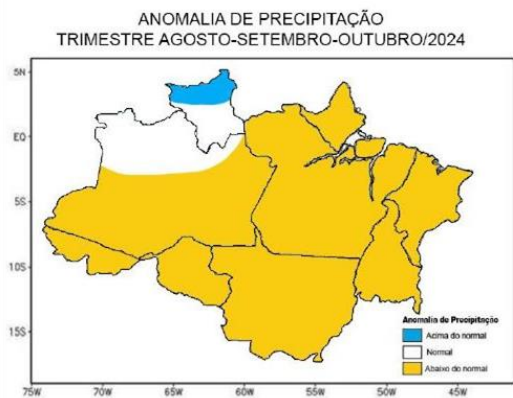 ANOMALIA DE PRECIPITAÇÃO
TRIMESTRE AGOSTO-SETEMBRO-OUTUBRO/2024
5N
EQ
5S
10S
15S
75W 70W 65W 60W 55W 50W 45W
Anomalia de Precipitação
Acima do normal
Normal
Abaixo do normal